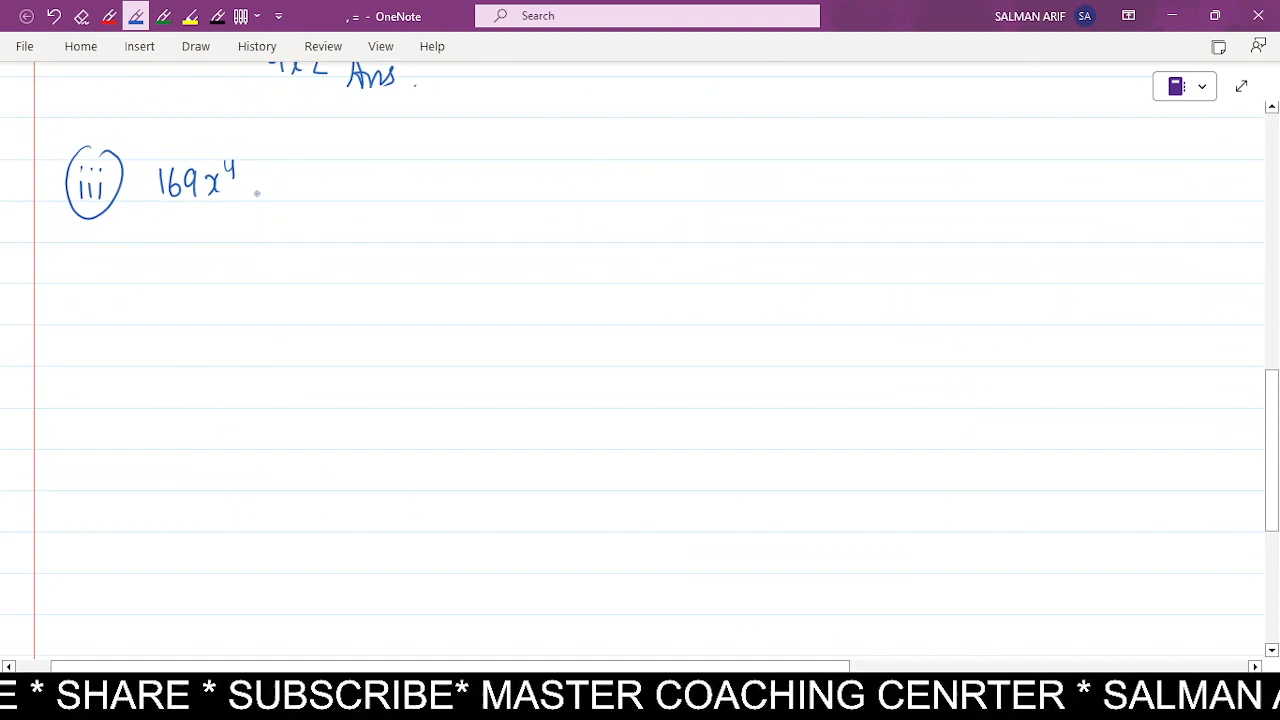 , = - OneNote
Search
SALMAN ARIF SA
File Home Insert Draw History Review View Help
Ans .
iii 169x⁴
E * SHARE * SUBSCRIBE* MASTER COACHING CENRTER * SALMAN A